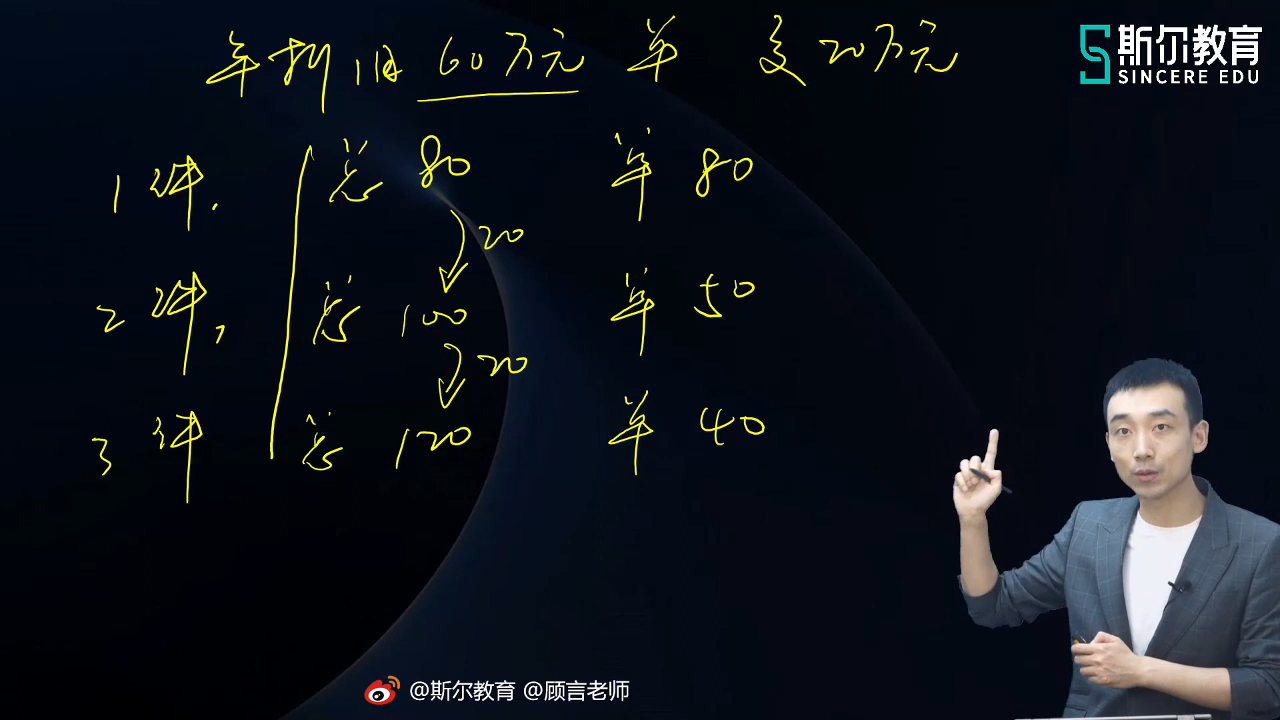 年折旧 60万元 单 变20万元
斯尔教育
SINCERE EDU
1件. 总 80 单 80
20
2件, 总 100 单 50
20
3件 总 120 单 40
@斯尔教育 @顾言老师